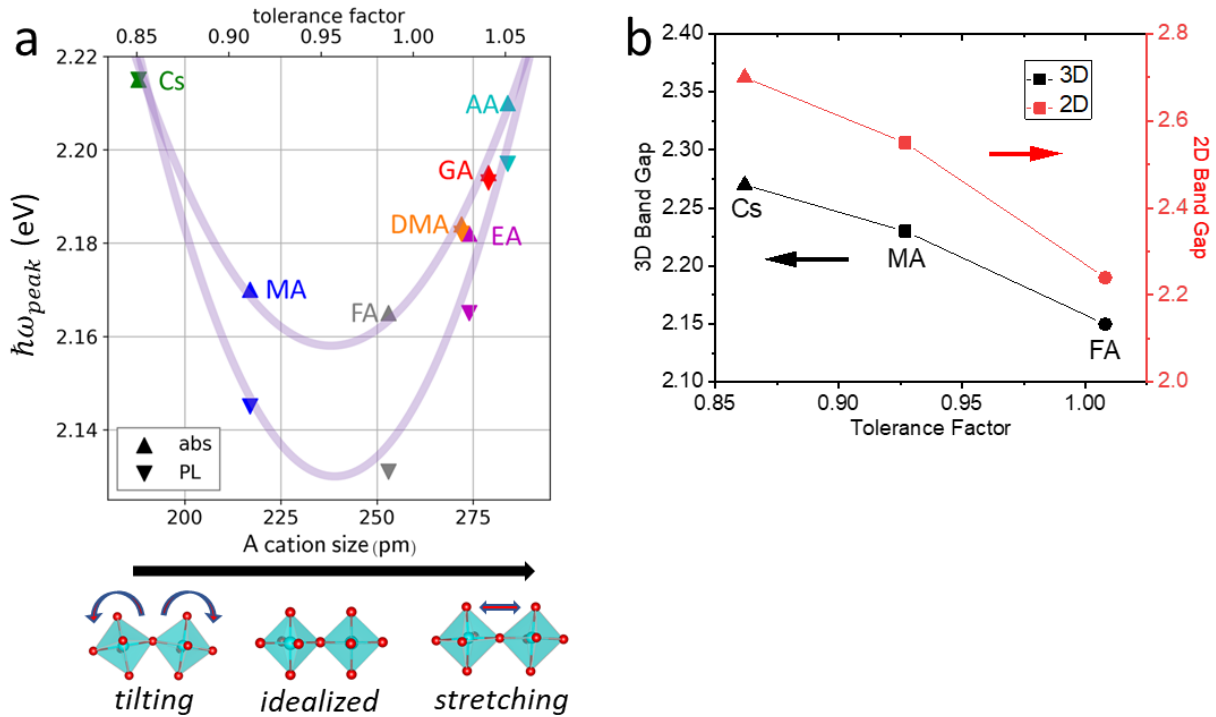 a
tolerance factor
0.85 0.90 0.95 1.00 1.05
2.22
2.20
2.18
2.16
2.14
ℏω_peak (eV)
Cs
AA
GA
DMA
EA
MA
FA
abs
PL
200 225 250 275
A cation size (pm)
tilting idealized stretching
b
2.40
2.35
2.30
2.25
2.20
2.15
2.10
3D Band Gap
2.8
2.6
2.4
2.2
2.0
2D Band Gap
3D
2D
Cs
MA
FA
0.85 0.90 0.95 1.00
Tolerance Factor